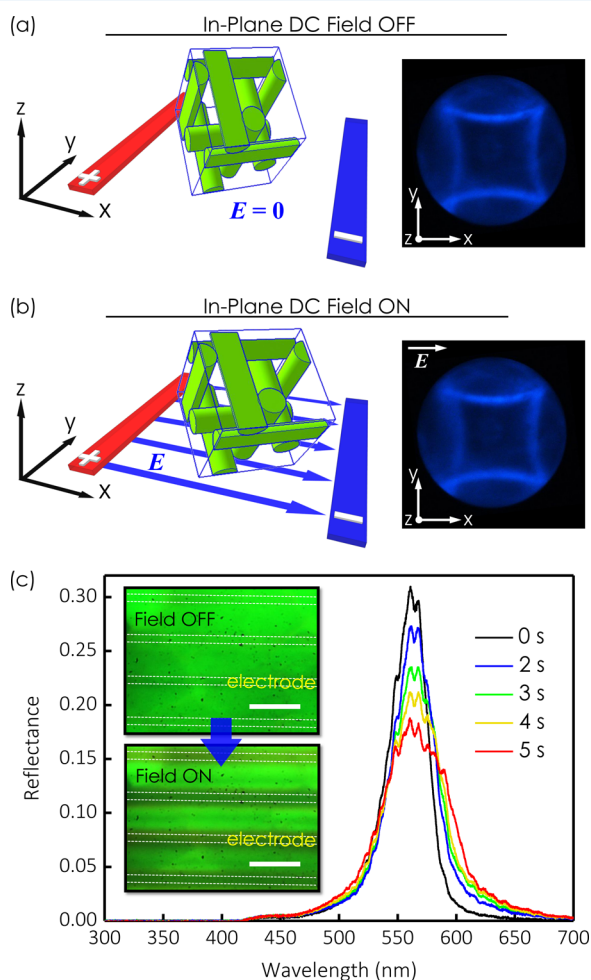 (a)
In-Plane DC Field OFF
z
y
x
+
E = 0
−
y
z
x
(b)
In-Plane DC Field ON
z
y
x
+
E
−
E
y
z
x
(c)
Field OFF
electrode
Field ON
electrode
0 s
2 s
3 s
4 s
5 s
Reflectance
0.30
0.25
0.20
0.15
0.10
0.05
0.00
300 350 400 450 500 550 600 650 700
Wavelength (nm)